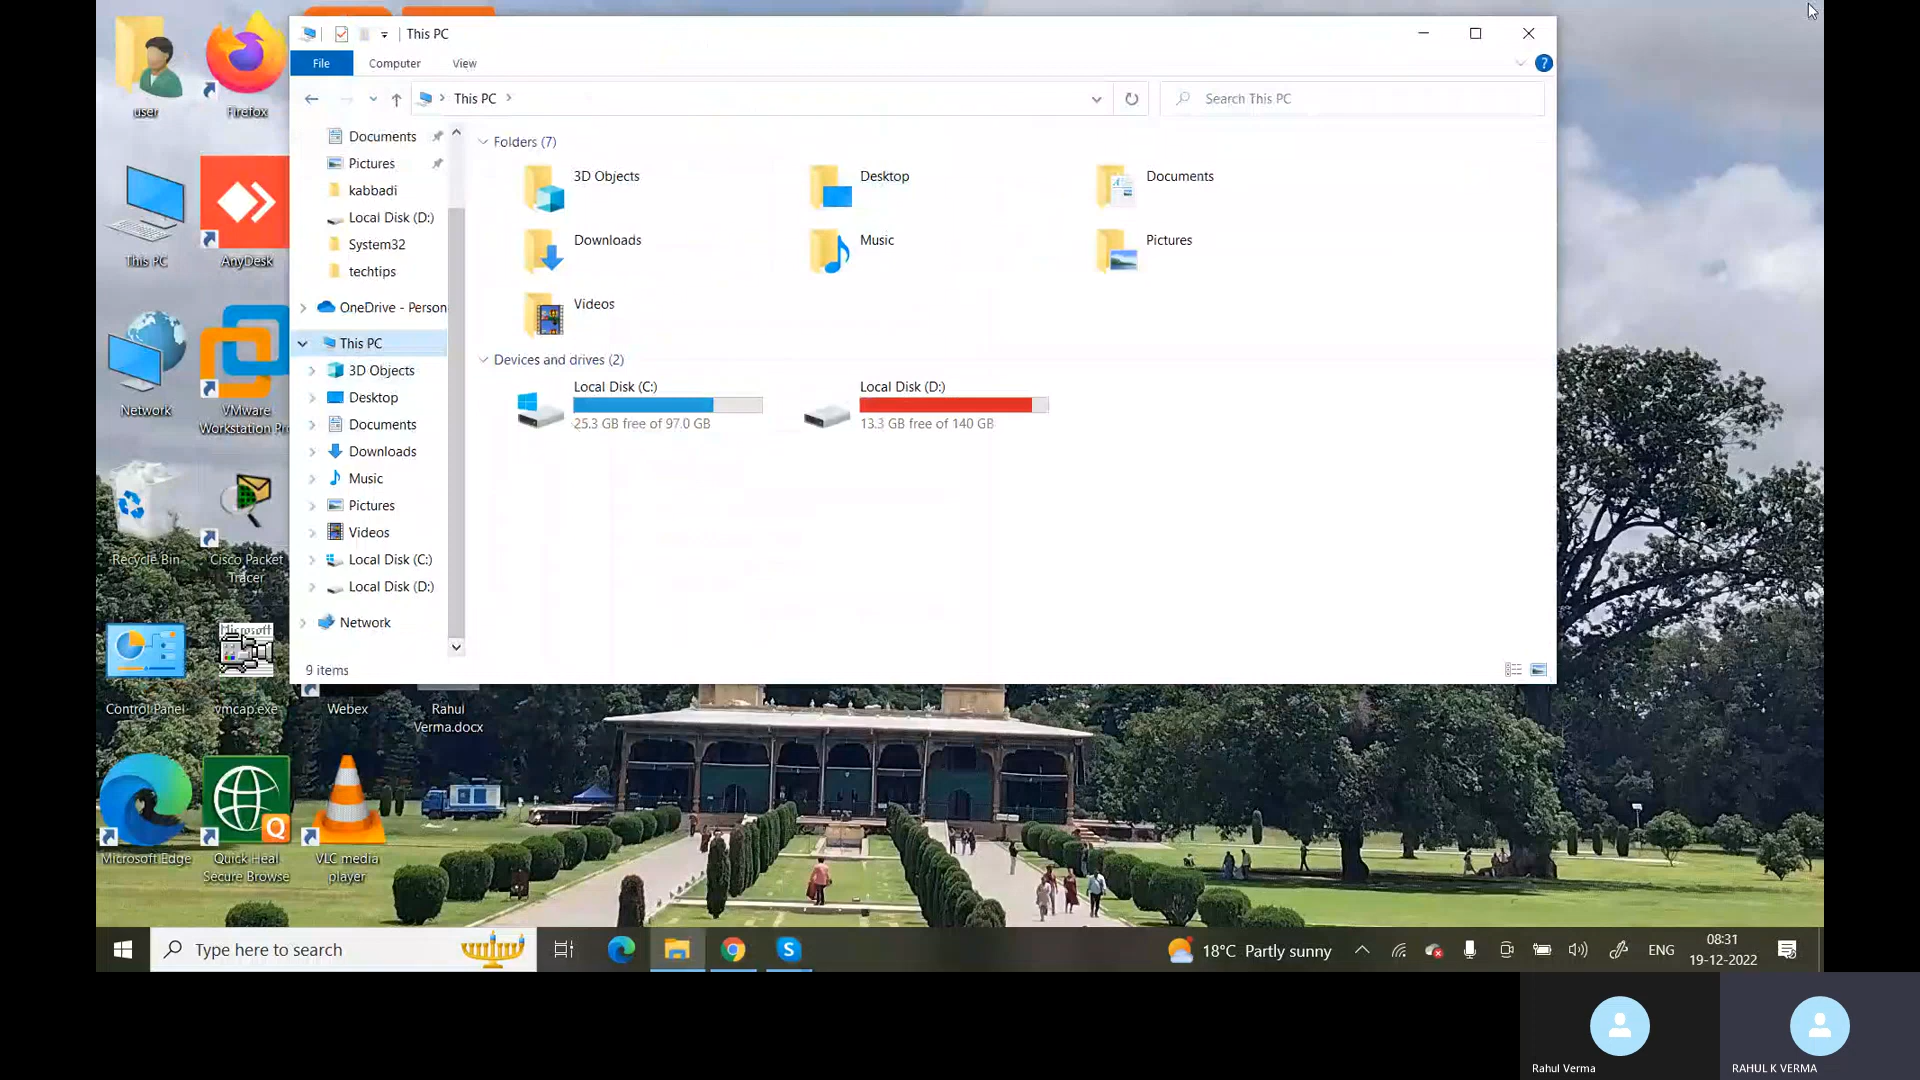 This PC
File
Computer
View
?
This PC
Search This PC
Documents
Pictures
kabbadi
Local Disk (D:)
System32
techtips
OneDrive - Person
This PC
3D Objects
Desktop
Documents
Downloads
Music
Pictures
Videos
Local Disk (C:)
Local Disk (D:)
Network
Folders (7)
3D Objects
Desktop
Documents
Downloads
Music
Pictures
Videos
Devices and drives (2)
Local Disk (C:)
25.3 GB free of 97.0 GB
Local Disk (D:)
13.3 GB free of 140 GB
9 items
user
Firefox
This PC
AnyDesk
Network
VMware
Workstation Pr
Recycle Bin
Cisco Packet
Tracer
Microsoft
Control Panel
vmcap.exe
Webex
Rahul
Verma.docx
Microsoft Edge
Q
Quick Heal
Secure Browse
VLC media
player
Type here to search
S
18°C Partly sunny
ENG
08:31
19-12-2022
Rahul Verma
RAHUL K VERMA